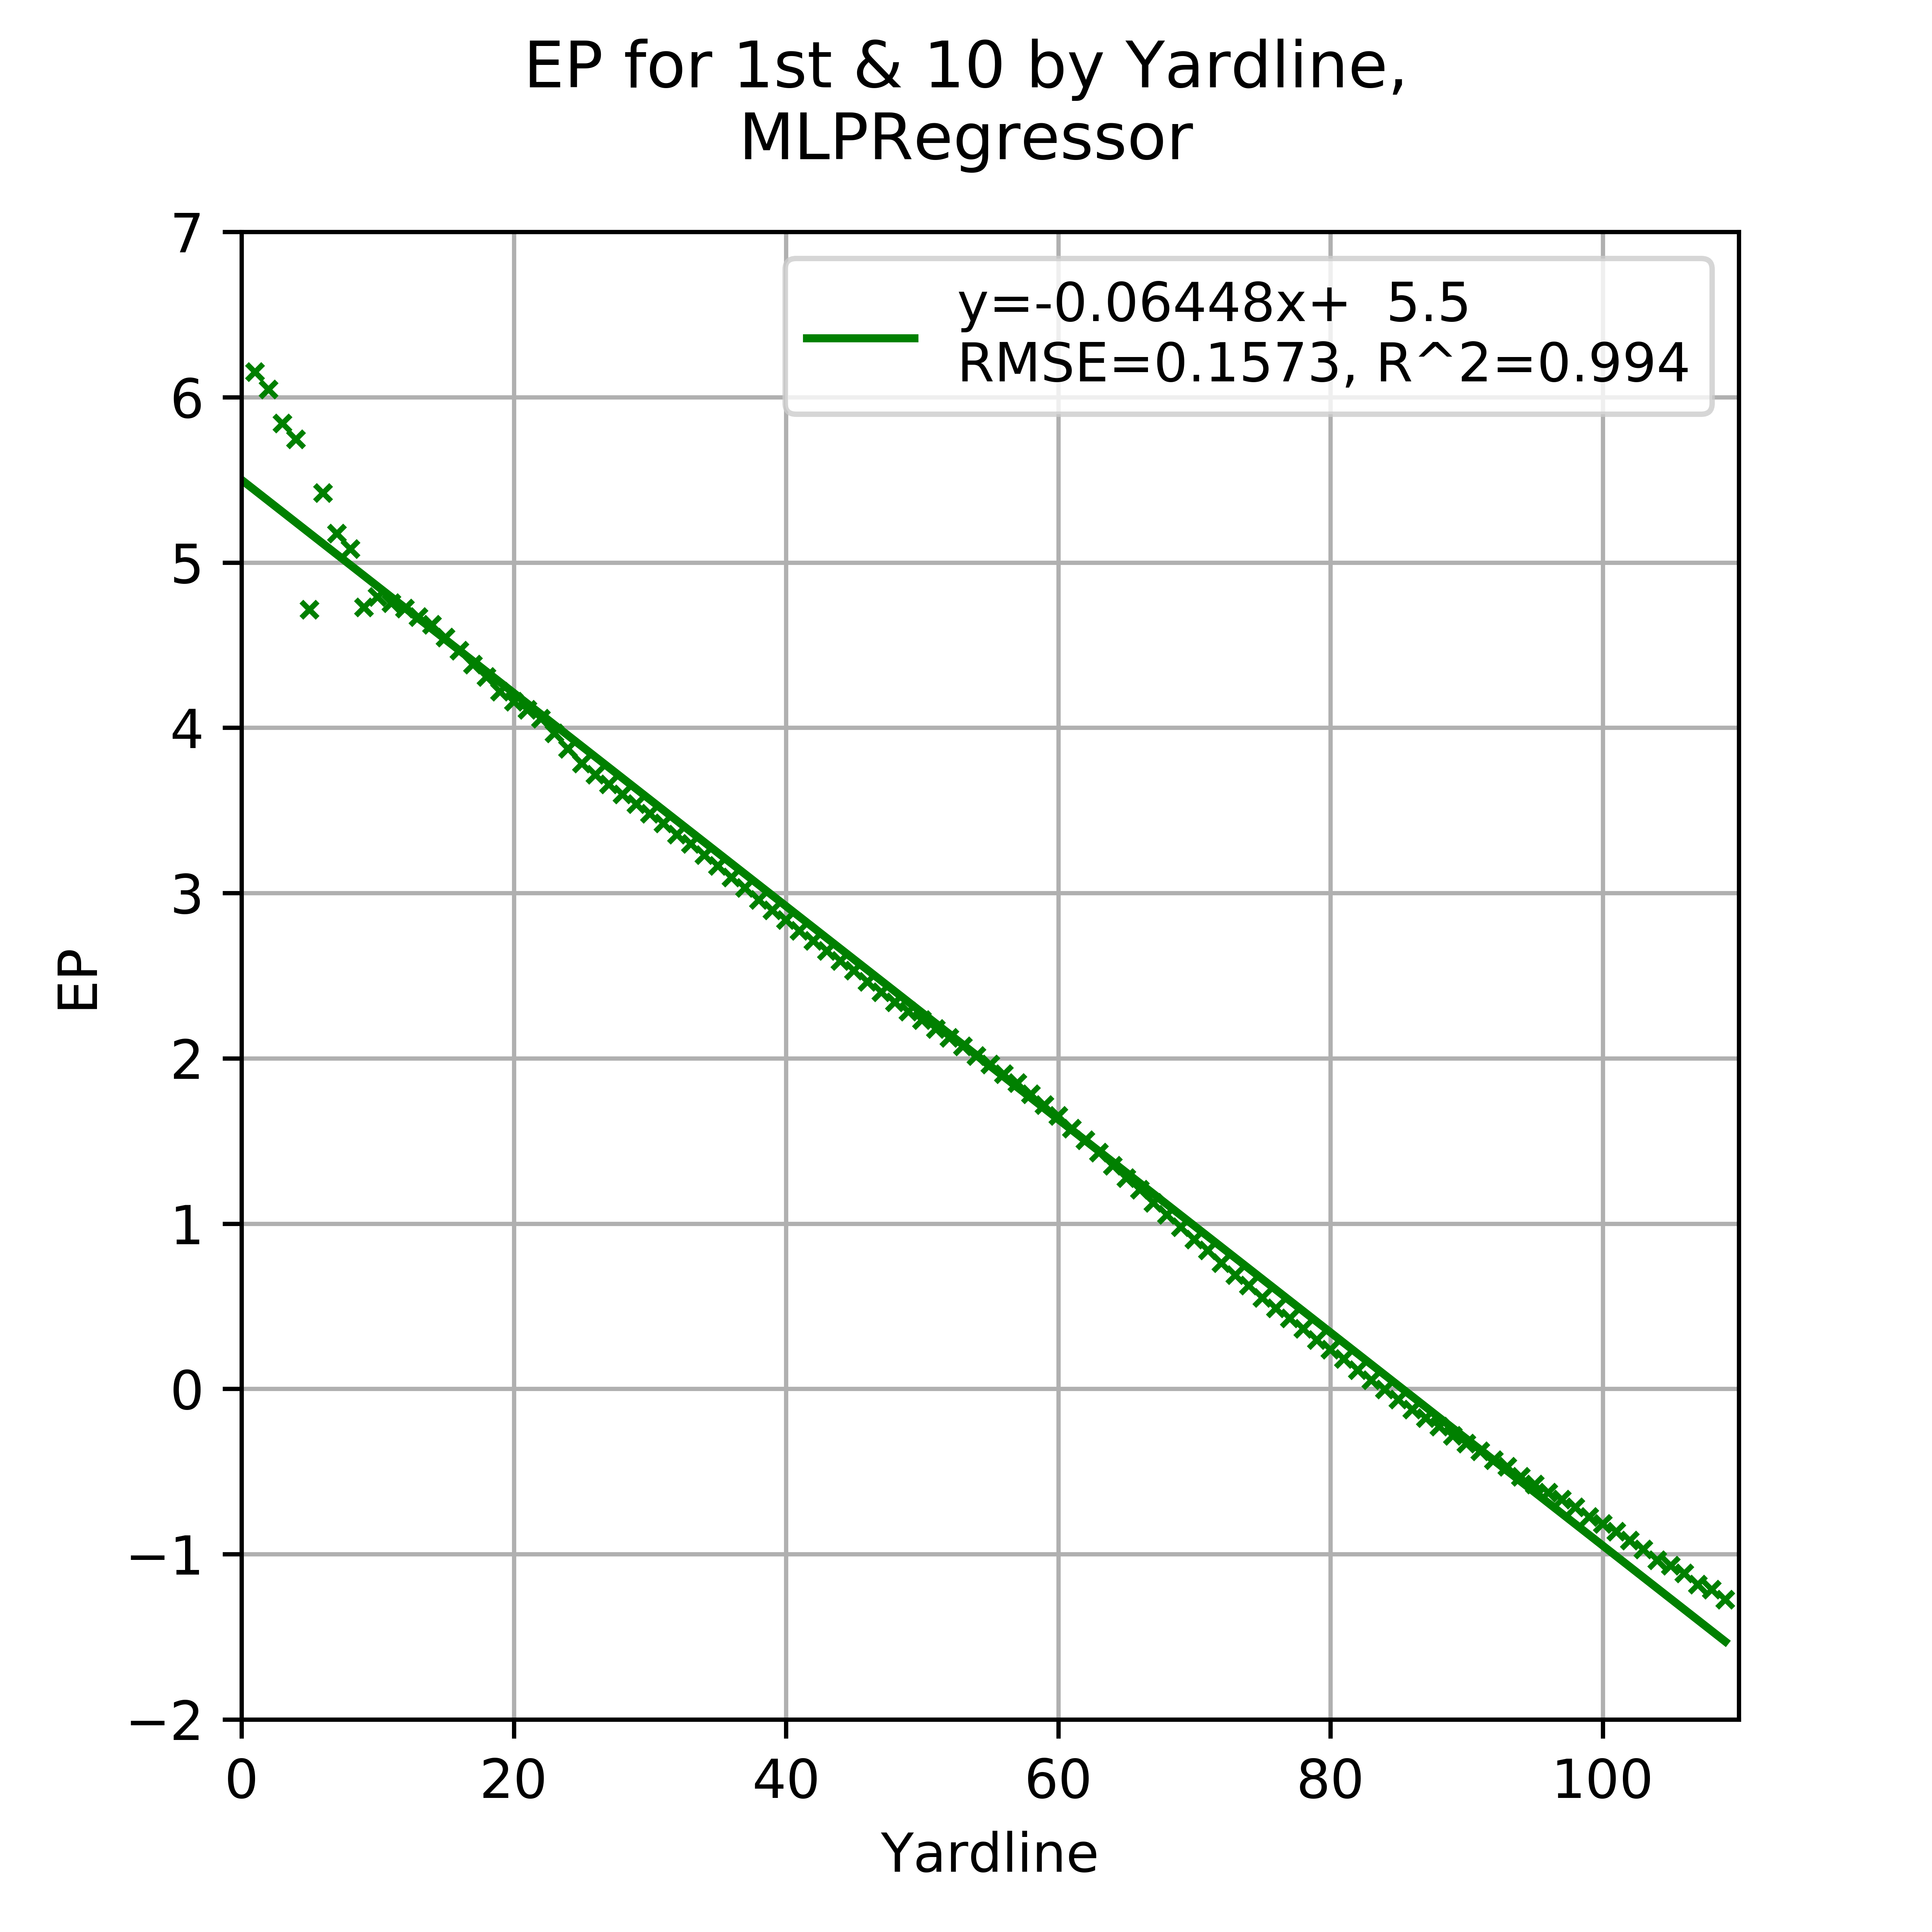 EP for 1st & 10 by Yardline,
MLPRegressor
y=-0.06448x+  5.5
RMSE=0.1573, R^2=0.994
7
6
5
4
3
2
1
0
−1
−2
EP
0 20 40 60 80 100
Yardline